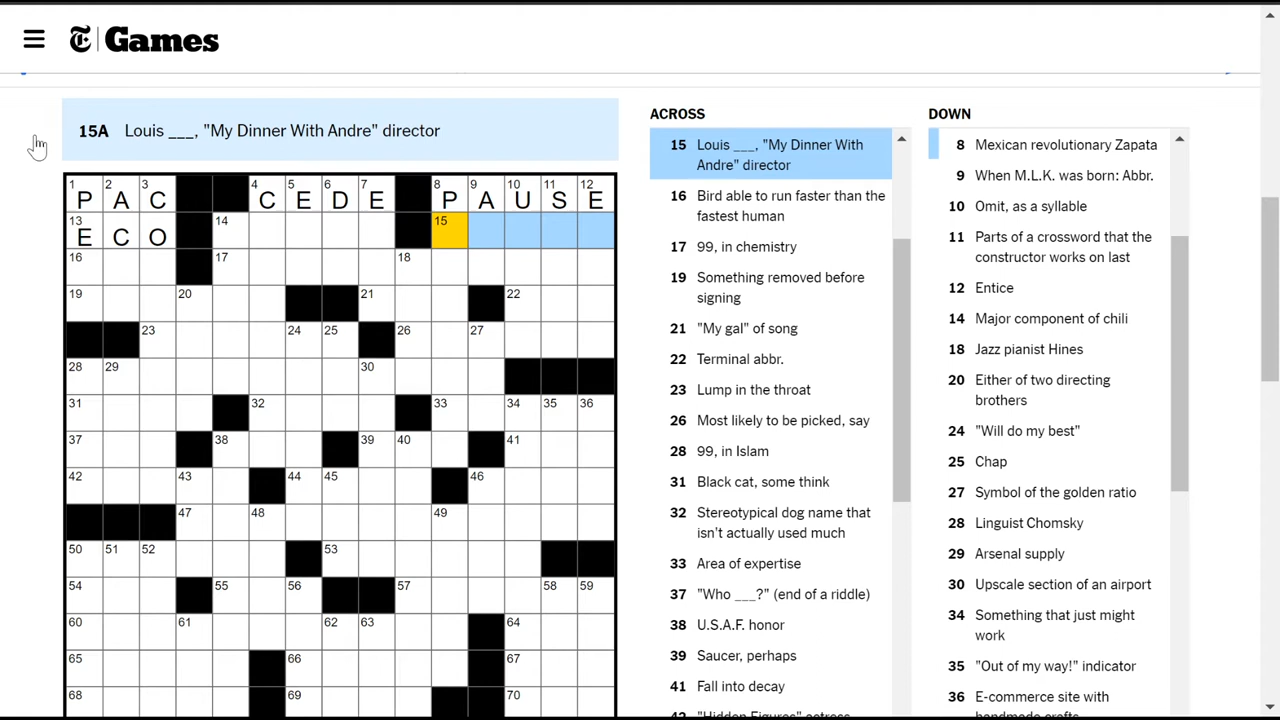 T Games
15A Louis ___, "My Dinner With Andre" director
1 2 3 4 5 6 7 8 9 10 11 12
P A C C E D E P A U S E
13 14 15
E C O
16 17 18
19 20 21 22
23 24 25 26 27
28 29 30
31 32 33 34 35 36
37 38 39 40 41
42 43 44 45 46
47 48 49
50 51 52 53
54 55 56 57 58 59
60 61 62 63 64
65 66 67
68 69 70
ACROSS
15 Louis ___, "My Dinner With
Andre" director
16 Bird able to run faster than the
fastest human
17 99, in chemistry
19 Something removed before
signing
21 "My gal" of song
22 Terminal abbr.
23 Lump in the throat
26 Most likely to be picked, say
28 99, in Islam
31 Black cat, some think
32 Stereotypical dog name that
isn't actually used much
33 Area of expertise
37 "Who ___?" (end of a riddle)
38 U.S.A.F. honor
39 Saucer, perhaps
41 Fall into decay
42 "Hidden Figures" actress
DOWN
8 Mexican revolutionary Zapata
9 When M.L.K. was born: Abbr.
10 Omit, as a syllable
11 Parts of a crossword that the
constructor works on last
12 Entice
14 Major component of chili
18 Jazz pianist Hines
20 Either of two directing
brothers
24 "Will do my best"
25 Chap
27 Symbol of the golden ratio
28 Linguist Chomsky
29 Arsenal supply
30 Upscale section of an airport
34 Something that just might
work
35 "Out of my way!" indicator
36 E-commerce site with
handmade crafts